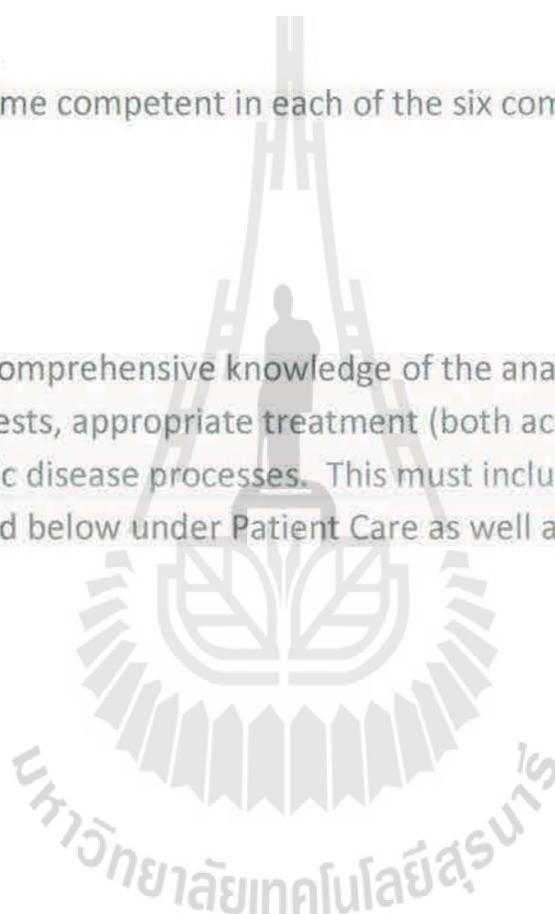 me competent in each of the six com
omprehensive knowledge of the ana
ests, appropriate treatment (both ac
ic disease processes. This must inclu
d below under Patient Care as well a
มหาวิทยาลัยเทคโนโลยีสุรนารี